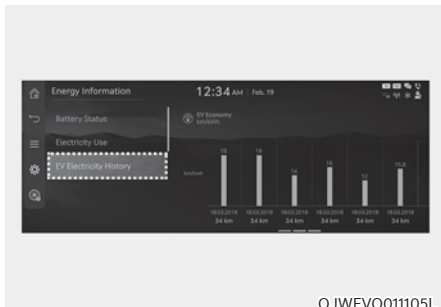 Energy Information
12:34 AM Feb. 19
Battery Status
EV Economy
km/kWh
Electricity Use
EV Electricity History
18 18 14 16 12 15.8
km/kwh
18.03.2018 18.03.2018 18.03.2018 18.03.2018 18.03.2018 18.03.2018
34 km 34 km 34 km 34 km 34 km 34 km